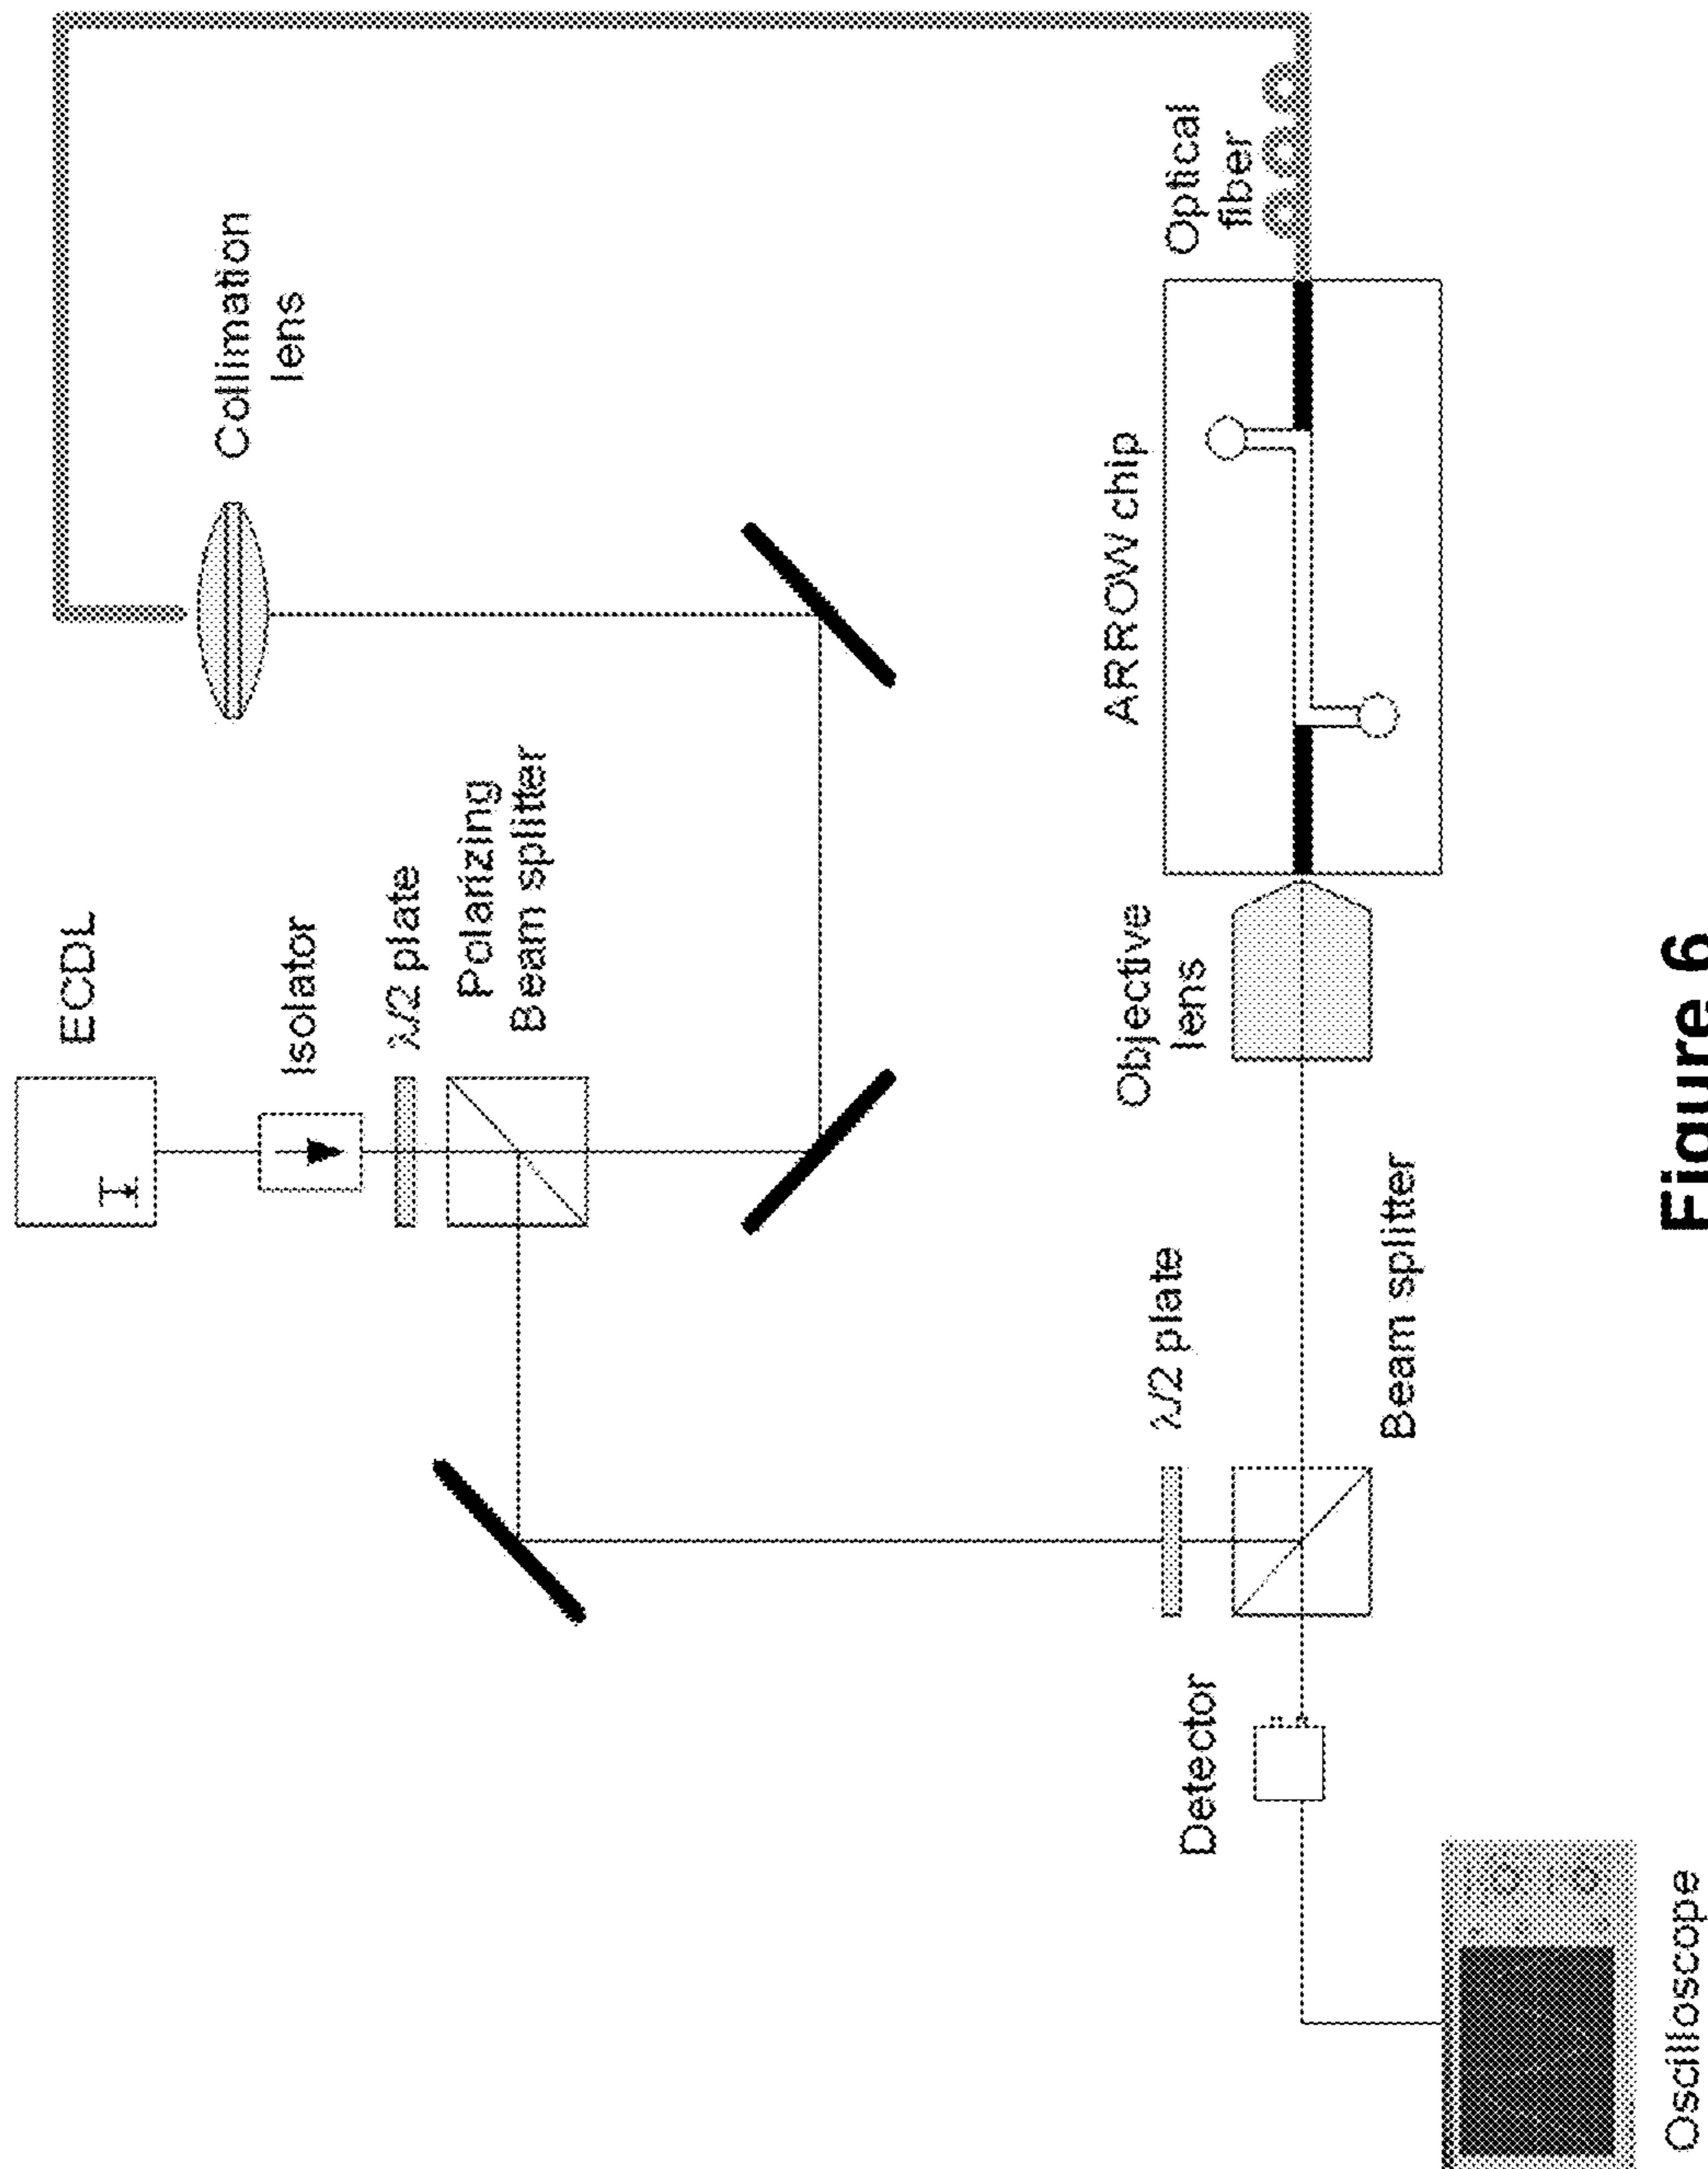 ECDL
Isolator
λ/2 plate
Polarizing
Beam splitter
Collimation
lens
Optical
fiber
ARROW chip
Objective
lens
λ/2 plate
Beam splitter
Detector
Oscilloscope
Figure 6